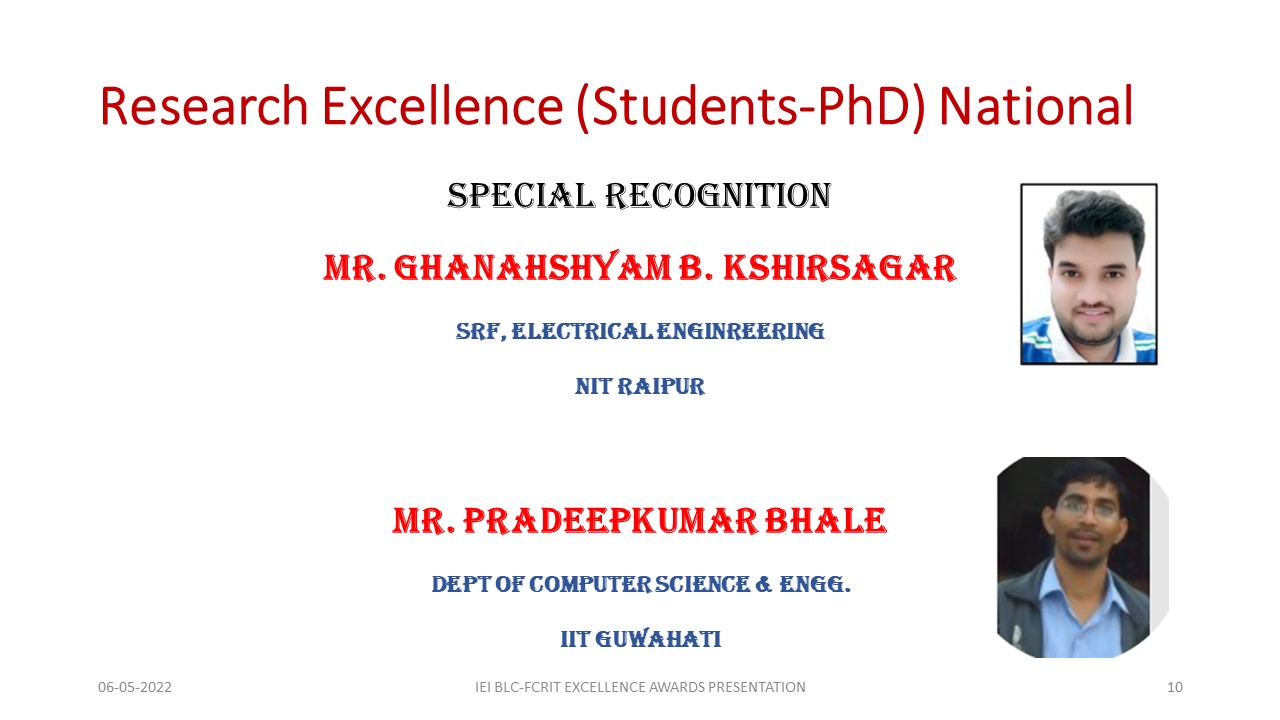 Research Excellence (Students-PhD) National
SPECIAL RECOGNITION
MR. GHANAHSHYAM B. KSHIRSAGAR
SRF, ELECTRICAL ENGINREERING
NIT RAIPUR
MR. PRADEEPKUMAR BHALE
DEPT OF COMPUTER SCIENCE & ENGG.
IIT GUWAHATI
06-05-2022
IEI BLC-FCRIT EXCELLENCE AWARDS PRESENTATION
10